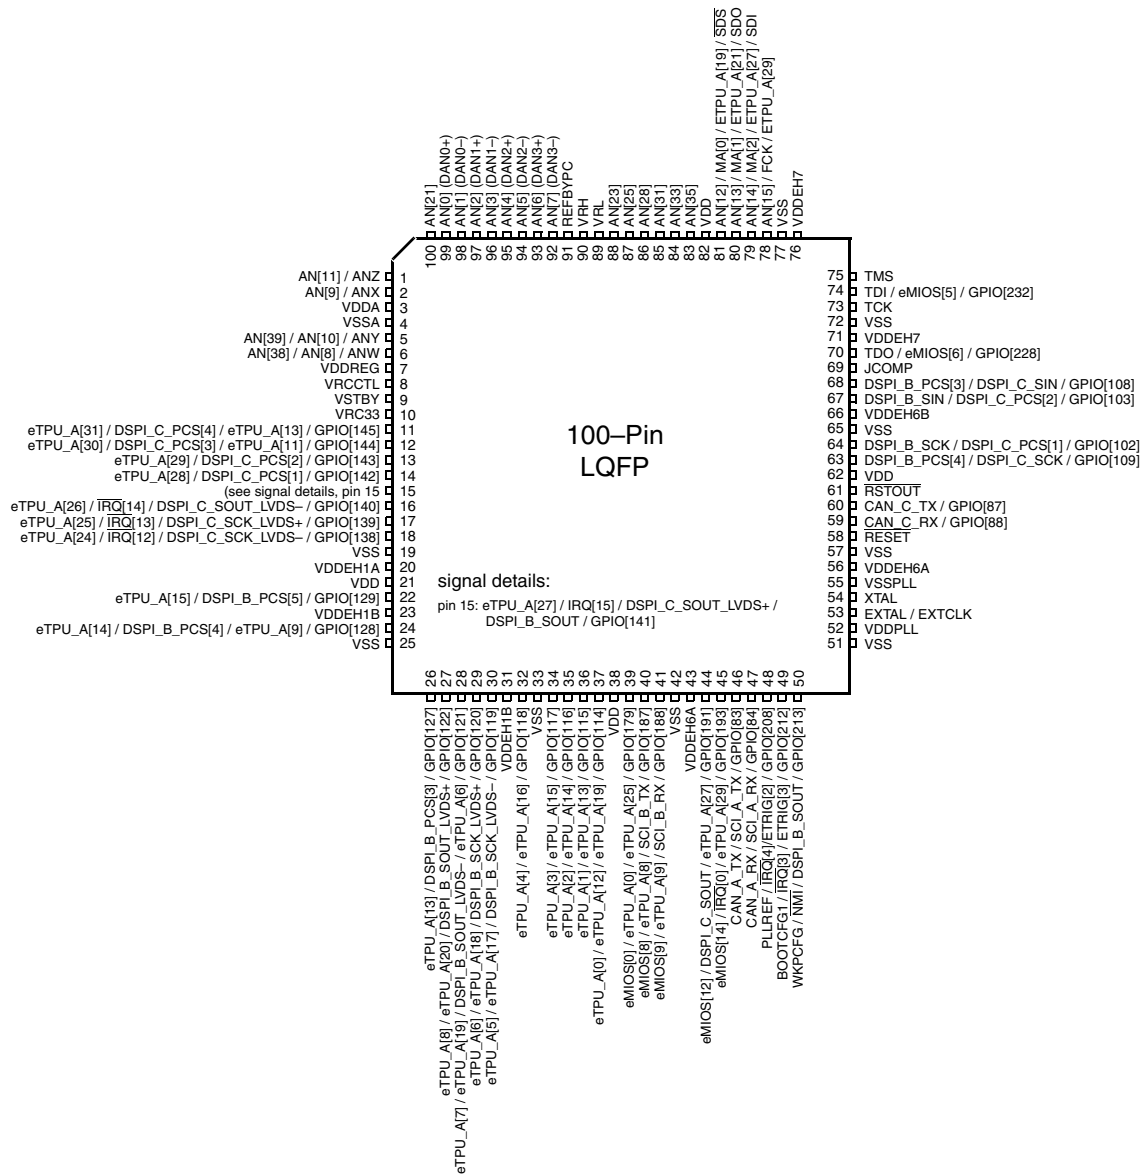 AN[21]
AN[0] (DAN0+)
AN[1] (DAN0–)
AN[2] (DAN1+)
AN[3] (DAN1–)
AN[4] (DAN2+)
AN[5] (DAN2–)
AN[6] (DAN3+)
AN[7] (DAN3–)
REFBYPC
VRH
VRL
AN[23]
AN[25]
AN[28]
AN[31]
AN[33]
AN[35]
VDD
AN[12] / MA[0] / ETPU_A[19] / SDS
AN[13] / MA[1] / ETPU_A[21] / SDO
AN[14] / MA[2] / ETPU_A[27] / SDI
AN[15] / FCK / ETPU_A[29]
VSS
VDDEH7
100
99
98
97
96
95
94
93
92
91
90
89
88
87
86
85
84
83
82
81
80
79
78
77
76
AN[11] / ANZ 1
AN[9] / ANX 2
VDDA 3
VSSA 4
AN[39] / AN[10] / ANY 5
AN[38] / AN[8] / ANW 6
VDDREG 7
VRCCTL 8
VSTBY 9
VRC33 10
eTPU_A[31] / DSPI_C_PCS[4] / eTPU_A[13] / GPIO[145] 11
eTPU_A[30] / DSPI_C_PCS[3] / eTPU_A[11] / GPIO[144] 12
eTPU_A[29] / DSPI_C_PCS[2] / GPIO[143] 13
eTPU_A[28] / DSPI_C_PCS[1] / GPIO[142] 14
(see signal details, pin 15 15
eTPU_A[26] / IRQ[14] / DSPI_C_SOUT_LVDS– / GPIO[140] 16
eTPU_A[25] / IRQ[13] / DSPI_C_SCK_LVDS+ / GPIO[139] 17
eTPU_A[24] / IRQ[12] / DSPI_C_SCK_LVDS– / GPIO[138] 18
VSS 19
VDDEH1A 20
VDD 21
eTPU_A[15] / DSPI_B_PCS[5] / GPIO[129] 22
VDDEH1B 23
eTPU_A[14] / DSPI_B_PCS[4] / eTPU_A[9] / GPIO[128] 24
VSS 25
100–Pin
LQFP
signal details:
pin 15: eTPU_A[27] / IRQ[15] / DSPI_C_SOUT_LVDS+ /
DSPI_B_SOUT / GPIO[141]
75 TMS
74 TDI / eMIOS[5] / GPIO[232]
73 TCK
72 VSS
71 VDDEH7
70 TDO / eMIOS[6] / GPIO[228]
69 JCOMP
68 DSPI_B_PCS[3] / DSPI_C_SIN / GPIO[108]
67 DSPI_B_SIN / DSPI_C_PCS[2] / GPIO[103]
66 VDDEH6B
65 VSS
64 DSPI_B_SCK / DSPI_C_PCS[1] / GPIO[102]
63 DSPI_B_PCS[4] / DSPI_C_SCK / GPIO[109]
62 VDD
61 RSTOUT
60 CAN_C_TX / GPIO[87]
59 CAN_C_RX / GPIO[88]
58 RESET
57 VSS
56 VDDEH6A
55 VSSPLL
54 XTAL
53 EXTAL / EXTCLK
52 VDDPLL
51 VSS
26
27
28
29
30
31
32
33
34
35
36
37
38
39
40
41
42
43
44
45
46
47
48
49
50
eTPU_A[13] / DSPI_B_PCS[3] / GPIO[127]
eTPU_A[8] / eTPU_A[20] / DSPI_B_SOUT_LVDS+ / GPIO[122]
eTPU_A[7] / eTPU_A[19] / DSPI_B_SOUT_LVDS– / eTPU_A[6] / GPIO[121]
eTPU_A[6] / eTPU_A[18] / DSPI_B_SCK_LVDS+ / GPIO[120]
eTPU_A[5] / eTPU_A[17] / DSPI_B_SCK_LVDS– / GPIO[119]
VDDEH1B
eTPU_A[4] / eTPU_A[16] / GPIO[118]
VSS
eTPU_A[3] / eTPU_A[15] / GPIO[117]
eTPU_A[2] / eTPU_A[14] / GPIO[116]
eTPU_A[1] / eTPU_A[13] / GPIO[115]
eTPU_A[0] / eTPU_A[12] / eTPU_A[19] / GPIO[114]
VDD
eMIOS[0] / eTPU_A[0] / eTPU_A[25] / GPIO[179]
eMIOS[8] / eTPU_A[8] / SCI_B_TX / GPIO[187]
eMIOS[9] / eTPU_A[9] / SCI_B_RX / GPIO[188]
VSS
VDDEH6A
eMIOS[12] / DSPI_C_SOUT / eTPU_A[27] / GPIO[191]
eMIOS[14] / IRQ[0] / eTPU_A[29] / GPIO[193]
CAN_A_TX / SCI_A_TX / GPIO[83]
CAN_A_RX / SCI_A_RX / GPIO[84]
PLLREF / IRQ[4]/ETRIG[2] / GPIO[208]
BOOTCFG1 / IRQ[3] / ETRIG[3] / GPIO[212]
WKPCFG / NMI / DSPI_B_SOUT / GPIO[213]